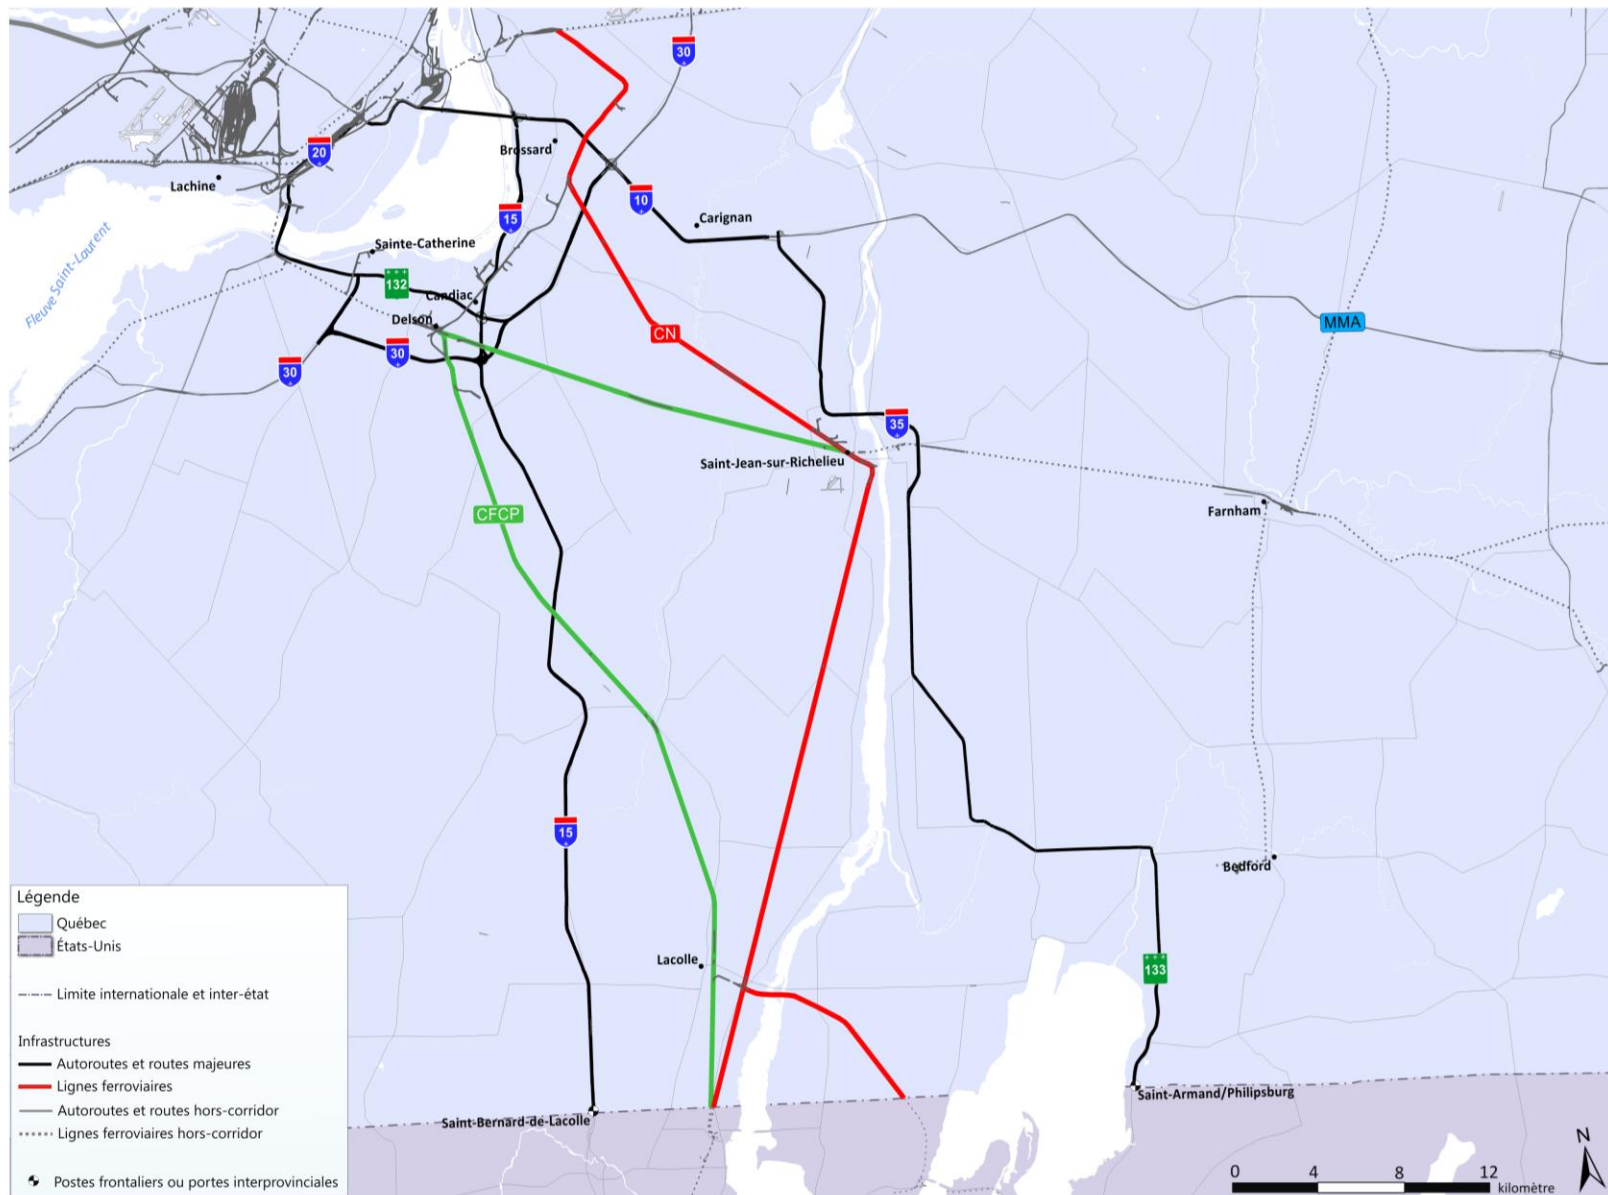 30
20
Brossard
Lachine
10
15
Carignan
Sainte-Catherine
Fleuve Saint-Laurent
132
Candiac
Delson
MMA
CN
30
30
35
Saint-Jean-sur-Richelieu
Farnham
CFCP
15
Bedford
Légende
Québec
États-Unis
Lacolle
133
Limite internationale et inter-état
Infrastructures
Autoroutes et routes majeures
Lignes ferroviaires
Autoroutes et routes hors-corridor
Lignes ferroviaires hors-corridor
Postes frontaliers ou portes interprovinciales
Saint-Bernard-de-Lacolle
Saint-Armand/Philipsburg
N
0 4 8 12
kilomètre